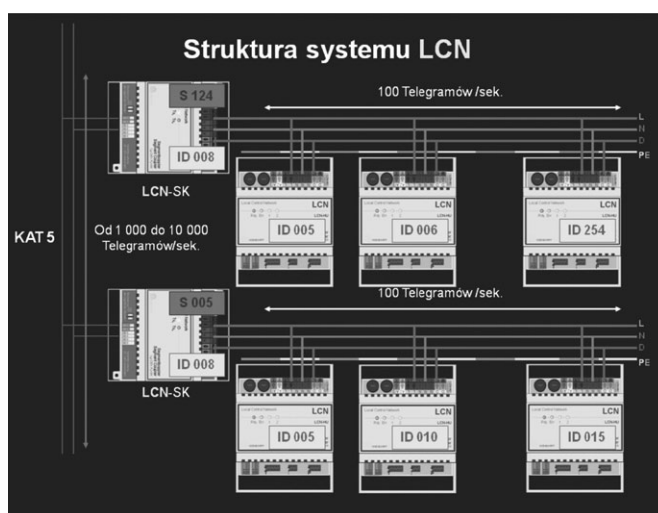 Struktura systemu LCN
S 124
100 Telegramów/sek.
L
N
D
PE
ID 008
LCN-SK
LCN
LCN
LCN
ID 005
ID 006
ID 254
KAT 5
Od 1 000 do 10 000
Telegramów/sek.
100 Telegramów/sek.
S 005
L
N
D
PE
ID 008
LCN-SK
LCN
LCN
LCN
ID 005
ID 010
ID 015